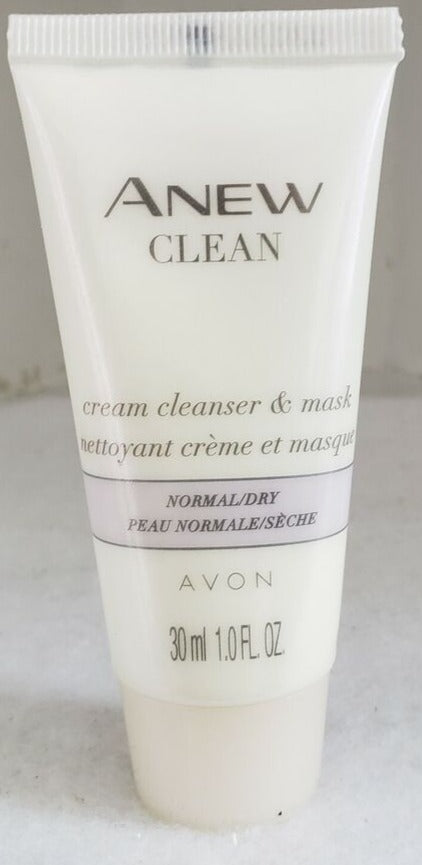 ANEW
CLEAN
cream cleanser & mask
nettoyant crème et masque
NORMAL/DRY
PEAU NORMALE/SÈCHE
AVON
30 ml 1.0 FL. OZ.